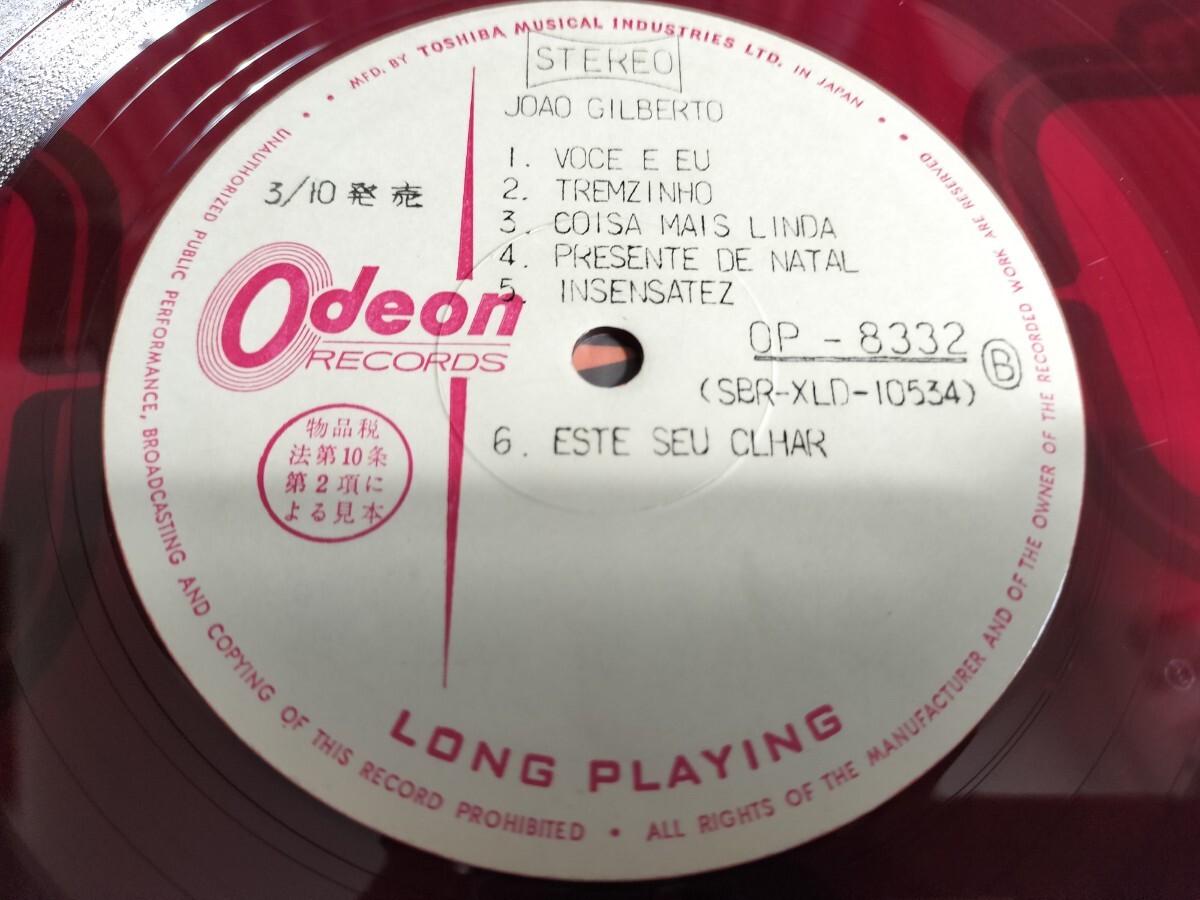 MFD. BY TOSHIBA MUSICAL INDUSTRIES LTD. IN JAPAN
STEREO
JOAO GILBERTO
1. VOCE E EU
2. TREMZINHO
3. COISA MAIS LINDA
4. PRESENTE DE NATAL
5. INSENSATEZ
3/10 発売
Odeon
RECORDS
OP-8332
(SBR-XLD-10534) B
6. ESTE SEU CLHAR
物品税
法第10条
第2項に
よる見本
LONG PLAYING
UNAUTHORIZED PUBLIC PERFORMANCE, BROADCASTING AND COPYING OF THIS RECORD PROHIBITED • ALL RIGHTS OF THE MANUFACTURER AND OF THE OWNER OF THE RECORDED WORK ARE RESERVED